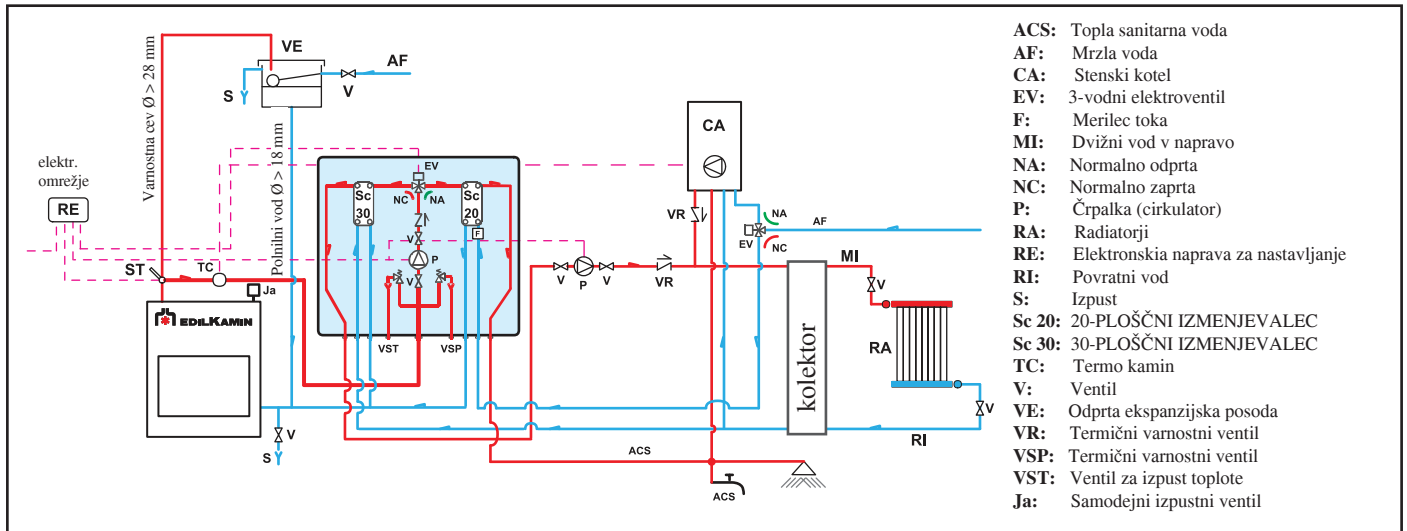 VE
AF
V
S
Varnostna cev Ø > 28 mm
Polnilni vod Ø > 18 mm
elektr.
omrežje
RE
ST
TC
Ja
EDILKAMIN
V
S
EV
Sc
30
NC
NA
Sc
20
F
V
P
V
VST
VSP
CA
VR
NA
EV
NC
AF
V
P
V
VR
MI
V
RA
V
kolektor
RI
ACS
ACS
ACS: Topla sanitarna voda
AF: Mrzla voda
CA: Stenski kotel
EV: 3-vodni elektroventil
F: Merilec toka
MI: Dvižni vod v napravo
NA: Normalno odprta
NC: Normalno zaprta
P: Črpalka (cirkulator)
RA: Radiatorji
RE: Elektronskia naprava za nastavljanje
RI: Povratni vod
S: Izpust
Sc 20: 20-PLOŠČNI IZMENJEVALEC
Sc 30: 30-PLOŠČNI IZMENJEVALEC
TC: Termo kamin
V: Ventil
VE: Odprta ekspanzijska posoda
VR: Termični varnostni ventil
VSP: Termični varnostni ventil
VST: Ventil za izpust toplote
Ja: Samodejni izpustni ventil